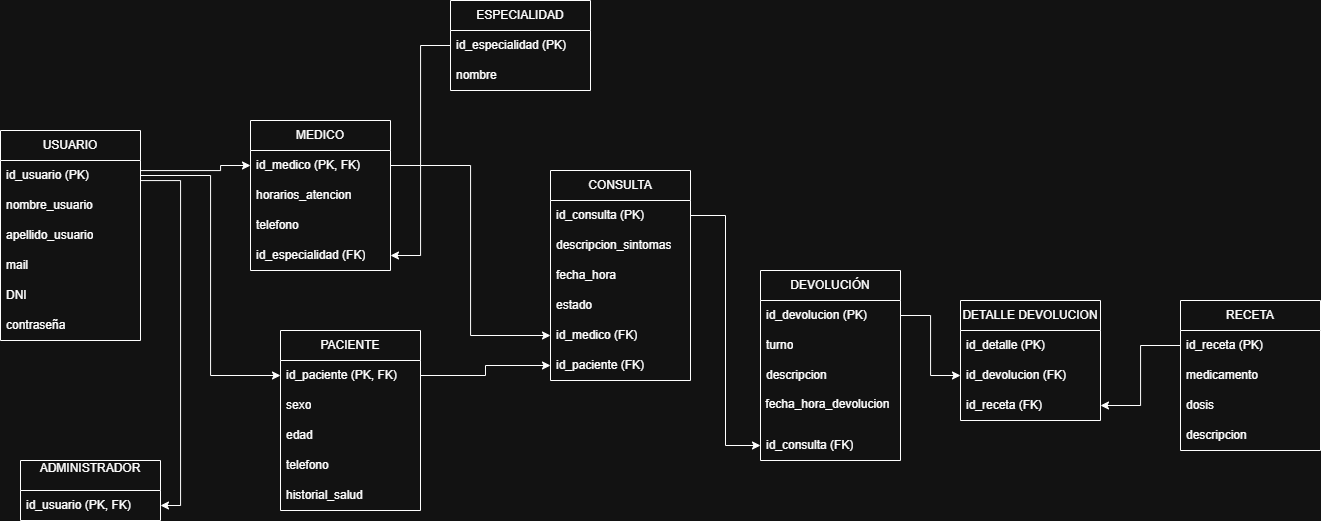 ESPECIALIDAD
id_especialidad (PK)
nombre
USUARIO
id_usuario (PK)
nombre_usuario
apellido_usuario
mail
DNI
contraseña
MEDICO
id_medico (PK, FK)
horarios_atencion
telefono
id_especialidad (FK)
PACIENTE
id_paciente (PK, FK)
sexo
edad
telefono
historial_salud
ADMINISTRADOR
id_usuario (PK, FK)
CONSULTA
id_consulta (PK)
descripcion_sintomas
fecha_hora
estado
id_medico (FK)
id_paciente (FK)
DEVOLUCIÓN
id_devolucion (PK)
turno
descripcion
fecha_hora_devolucion
id_consulta (FK)
DETALLE DEVOLUCION
id_detalle (PK)
id_devolucion (FK)
id_receta (FK)
RECETA
id_receta (PK)
medicamento
dosis
descripcion